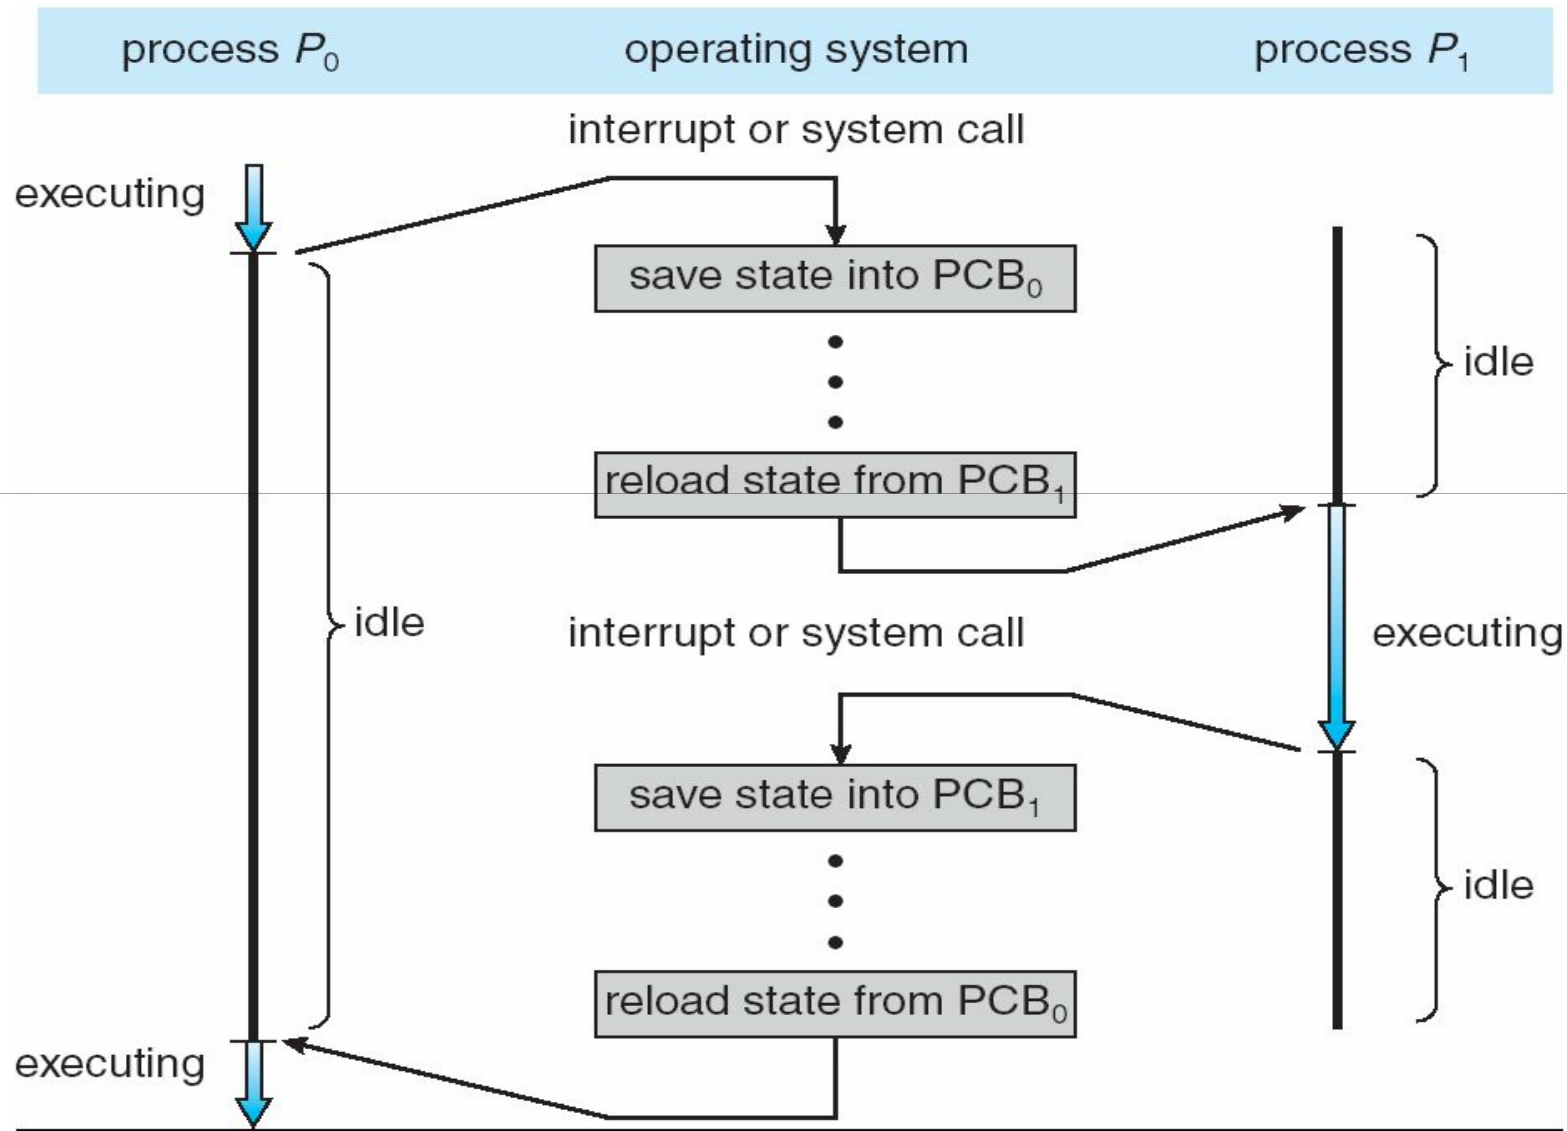 process P₀ operating system process P₁
interrupt or system call
executing
save state into PCB₀
idle
reload state from PCB₁
idle
interrupt or system call
executing
save state into PCB₁
idle
reload state from PCB₀
executing